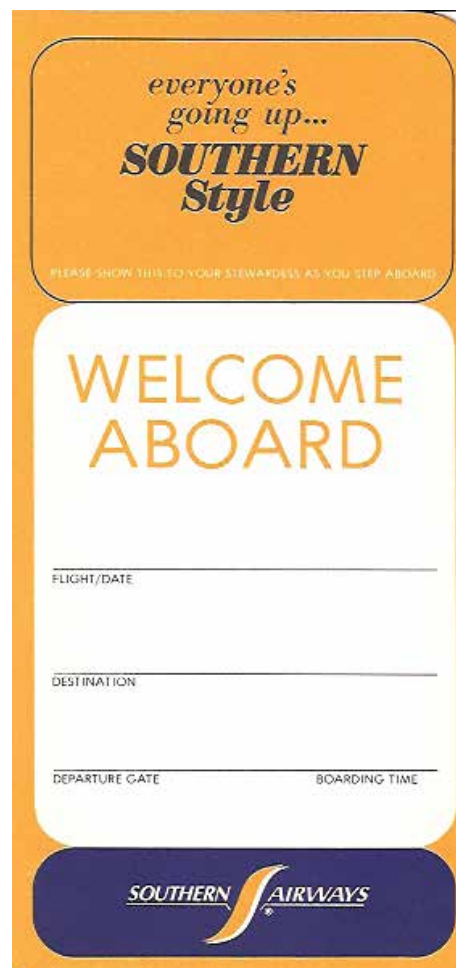 everyone's
going up...
SOUTHERN
Style
PLEASE SHOW THIS TO YOUR STEWARDESS AS YOU STEP ABOARD
WELCOME
ABOARD
FLIGHT/DATE
DESTINATION
DEPARTURE GATE BOARDING TIME
SOUTHERN AIRWAYS
®